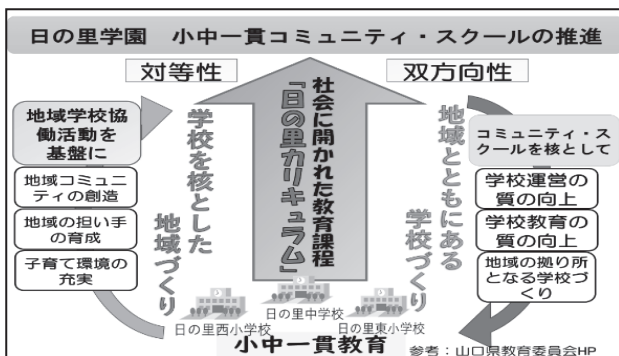 日の里学園　小中一貫コミュニティ・スクールの推進
対等性
双方向性
地域学校協
働活動を
基盤に
地域コミュニ
ティの創造
地域の担い手
の育成
子育て環境の
充実
学校を核とした
地域づくり
社会に開かれた教育課程
「日の里カリキュラム」
地域とともにある
学校づくり
コミュニティ・ス
クールを核として
学校運営の
質の向上
学校教育の
質の向上
地域の拠り所
となる学校づ
くり
日の里西小学校
日の里中学校
日の里東小学校
小中一貫教育
参考：山口県教育委員会HP